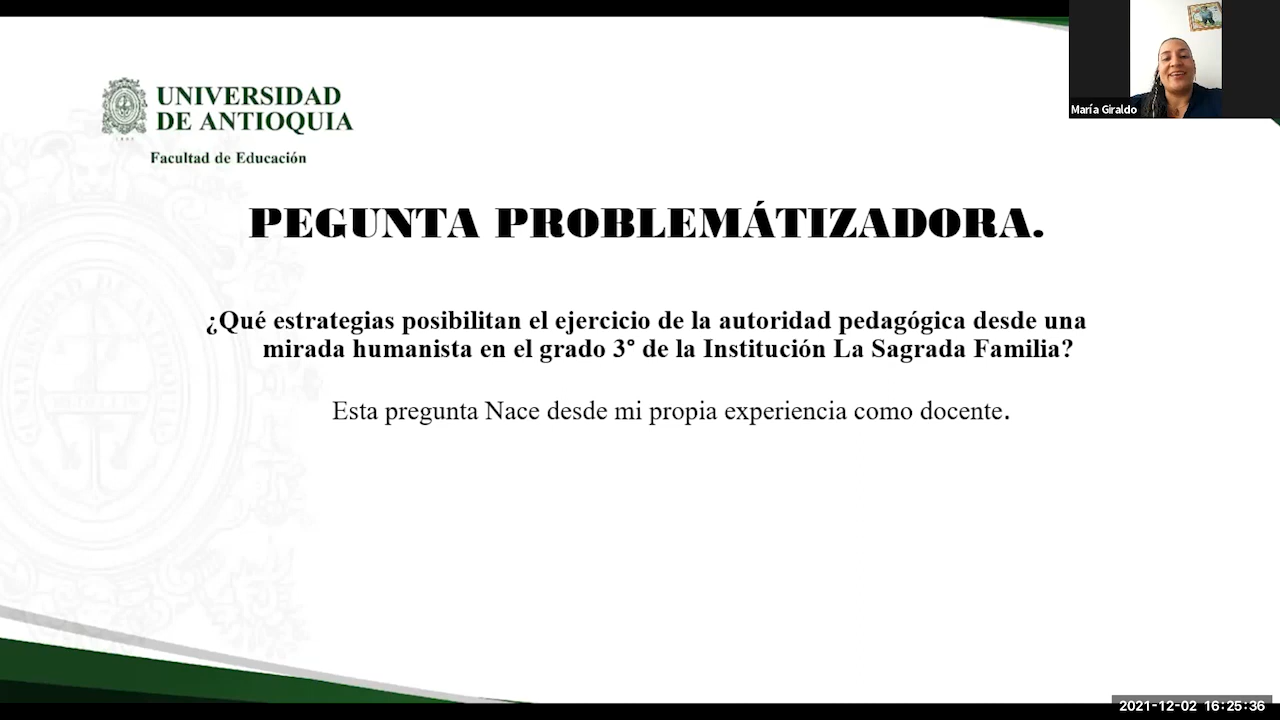 UNIVERSIDAD
DE ANTIOQUIA
1803
Facultad de Educación
María Giraldo
PEGUNTA PROBLEMÁTIZADORA.
¿Qué estrategias posibilitan el ejercicio de la autoridad pedagógica desde una
mirada humanista en el grado 3° de la Institución La Sagrada Familia?
Esta pregunta Nace desde mi propia experiencia como docente.
2021-12-02 16:25:36